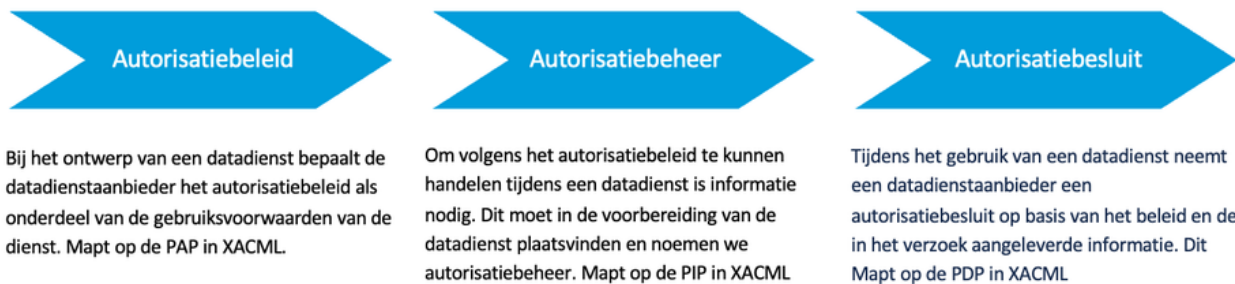 Autorisatiebeleid
Bij het ontwerp van een datadienst bepaalt de
datadienstaanbieder het autorisatiebeleid als
onderdeel van de gebruiksvoorwaarden van de
dienst. Mapt op de PAP in XACML.
Autorisatiebeheer
Om volgens het autorisatiebeleid te kunnen
handelen tijdens een datadienst is informatie
nodig. Dit moet in de voorbereiding van de
datadienst plaatsvinden en noemen we
autorisatiebeheer. Mapt op de PIP in XACML
Autorisatiebesluit
Tijdens het gebruik van een datadienst neemt
een datadienstaanbieder een
autorisatiebesluit op basis van het beleid en de
in het verzoek aangeleverde informatie. Dit
Mapt op de PDP in XACML